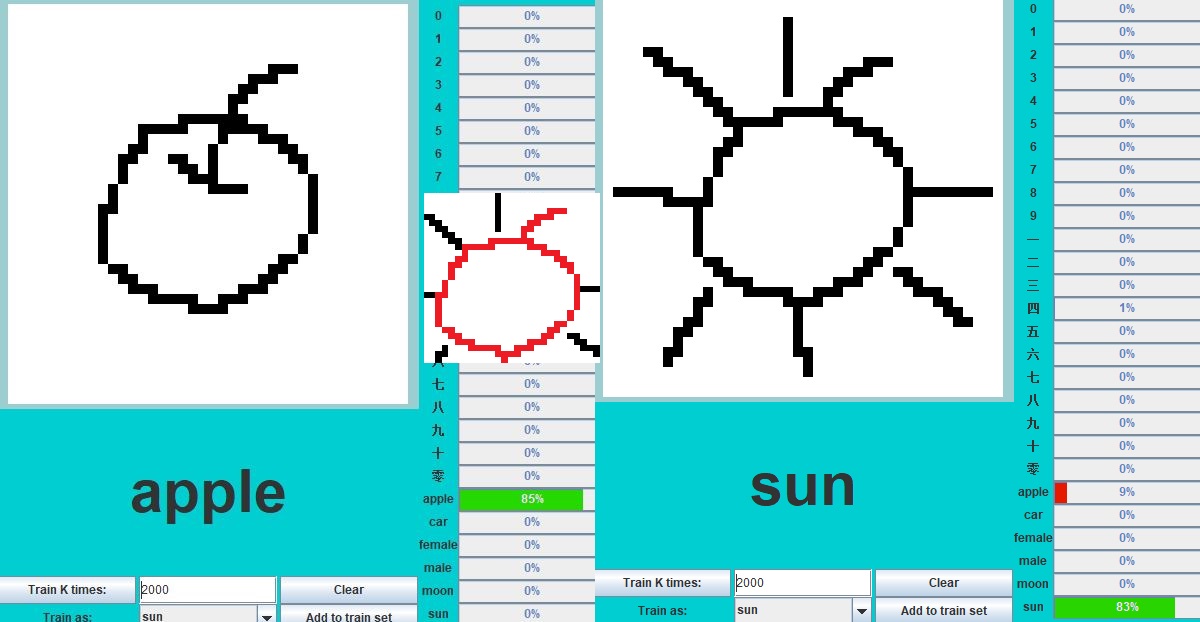 0 0%
1 0%
2 0%
3 0%
4 0%
5 0%
6 0%
7 0%
七 0%
八 0%
九 0%
十 0%
零 0%
apple 85%
car 0%
female 0%
male 0%
moon 0%
sun 0%
apple
Train K times: 2000 Clear
Train as: sun Add to train set
0 0%
1 0%
2 0%
3 0%
4 0%
5 0%
6 0%
7 0%
8 0%
9 0%
一 0%
二 0%
三 0%
四 1%
五 0%
六 0%
七 0%
八 0%
九 0%
十 0%
零 0%
apple 9%
car 0%
female 0%
male 0%
moon 0%
sun 83%
sun
Train K times: 2000 Clear
Train as: sun Add to train set